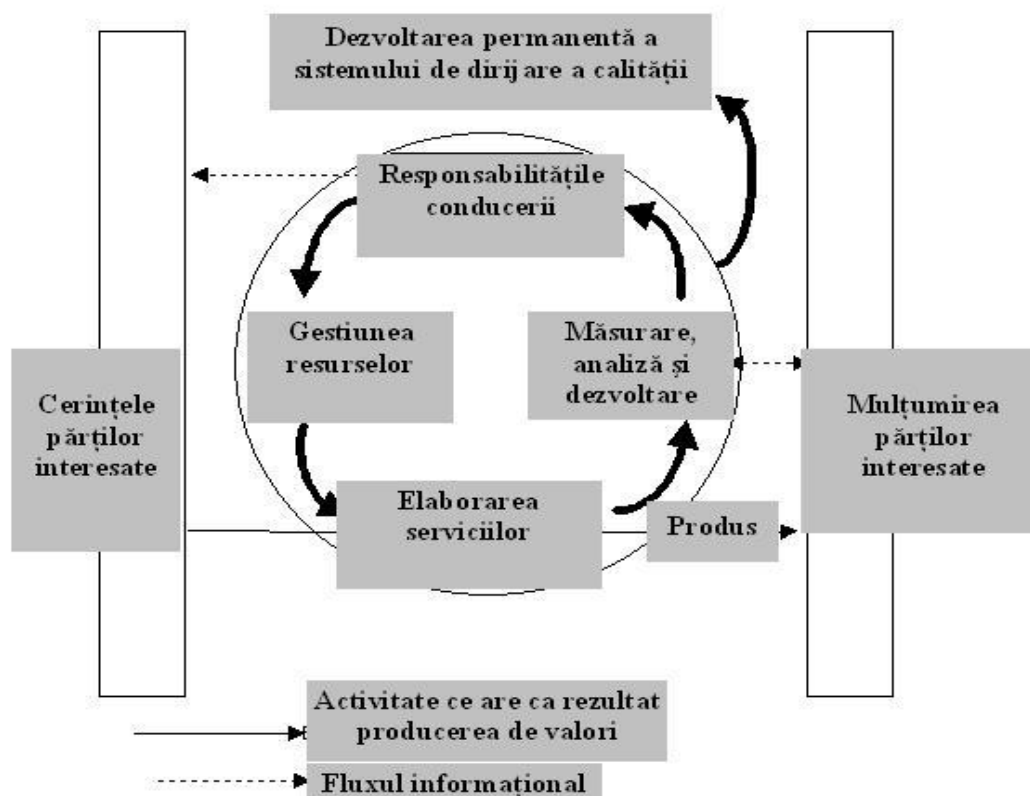 Dezvoltarea permanentă a
sistemului de dirijare a calității
Responsabilitățile
conducerii
Gestiunea
resurselor
Măsurare,
analiză și
dezvoltare
Cerințele
părților
interesate
Mulțumirea
părților
interesate
Elaborarea
serviciilor
Produs
Activitate ce are ca rezultat
producerea de valori
Fluxul informațional